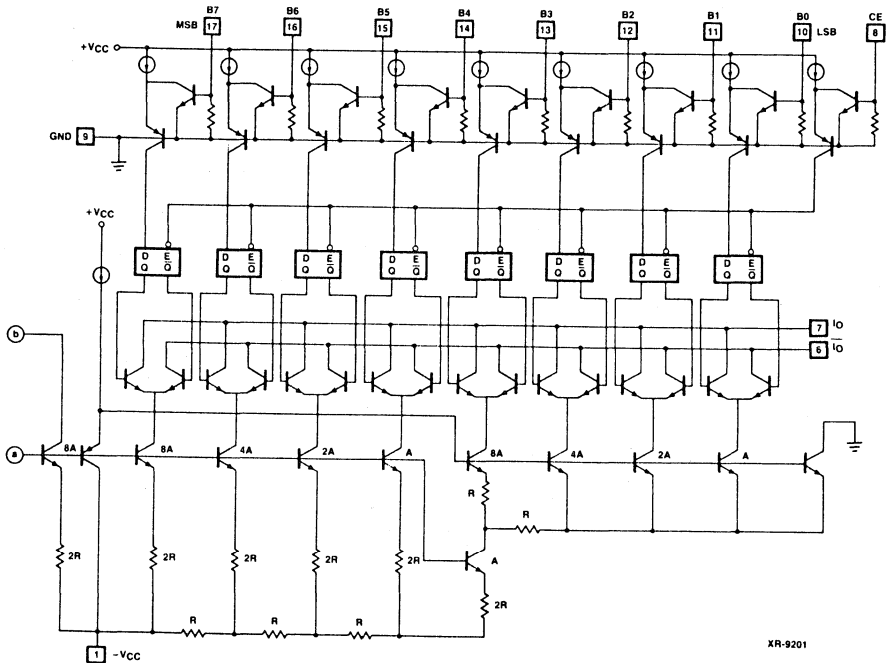 B7 B6 B5 B4 B3 B2 B1 B0 CE
MSB 17 16 15 14 13 12 11 10 LSB 8
+VCC
GND 9
+VCC
D E D E D E D E D E D E D E D E
Q Q̅ Q Q̅ Q Q̅ Q Q̅ Q Q̅ Q Q̅ Q Q̅ Q Q̅
7 IO
b
6 I̅O̅
a 8A 8A 4A 2A A 8A 4A 2A A
R
R
2R 2R 2R 2R 2R A
2R
R R R
1 -VCC
XR-9201